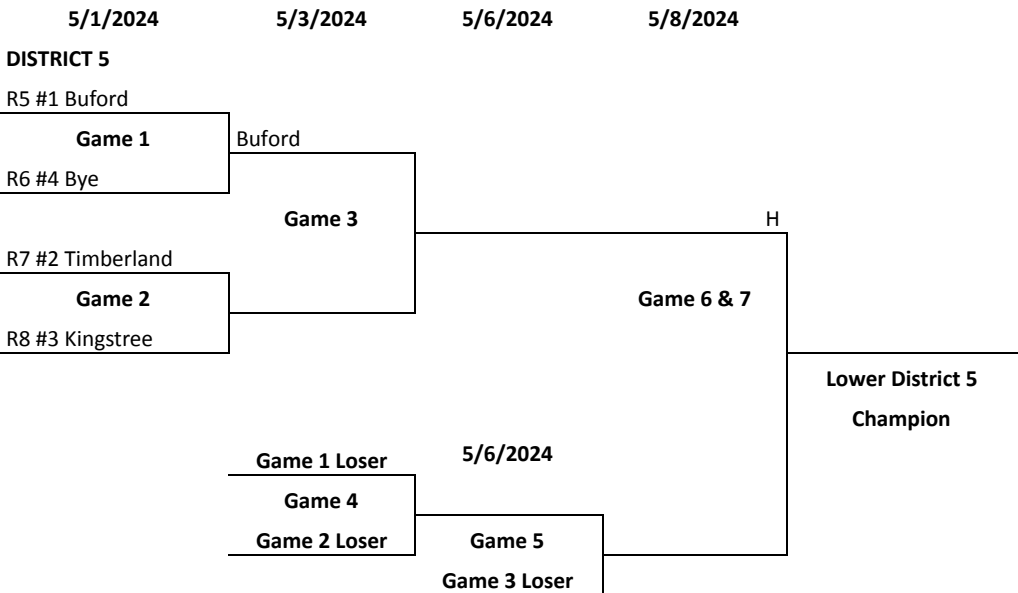 5/1/2024 5/3/2024 5/6/2024 5/8/2024
DISTRICT 5
R5 #1 Buford
Game 1 Buford
R6 #4 Bye
Game 3 H
R7 #2 Timberland
Game 2 Game 6 & 7
R8 #3 Kingstree
Lower District 5
Champion
Game 1 Loser 5/6/2024
Game 4
Game 2 Loser Game 5
Game 3 Loser